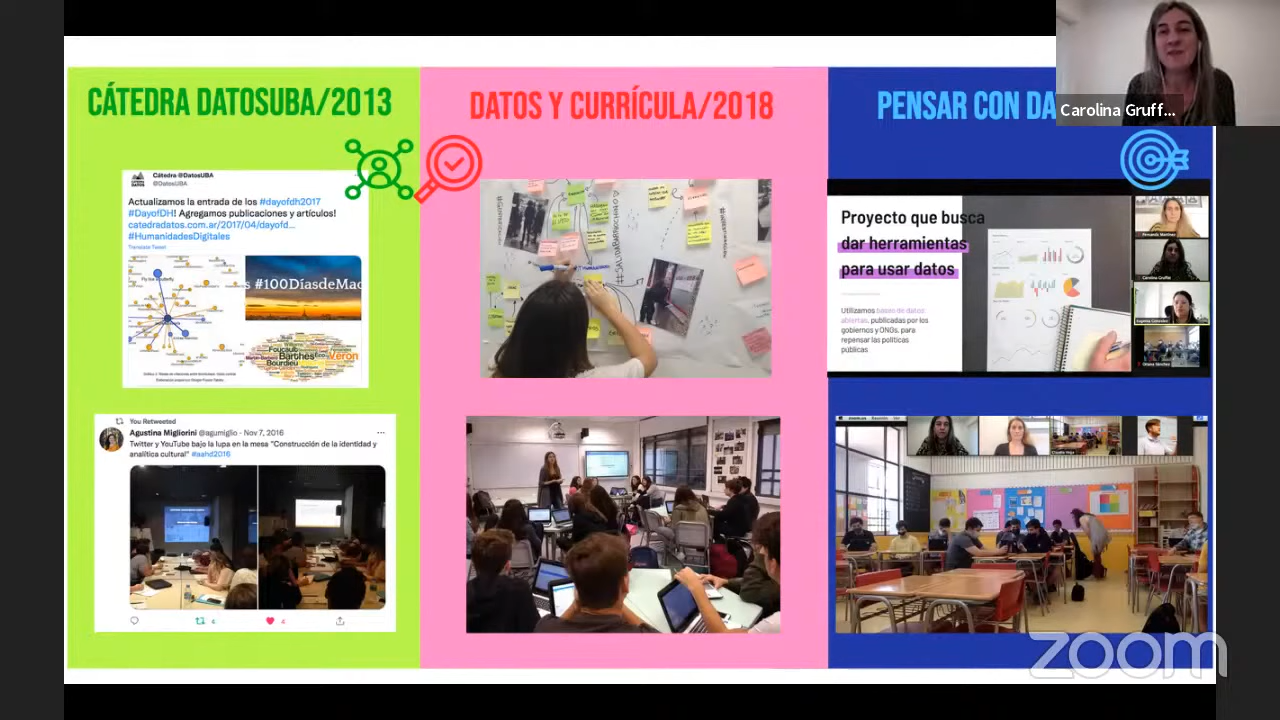 CÁTEDRA DATOSUBA/2013
Cátedra @DatosUBA
@DatosUBA
Actualizamos la entrada de los #dayofdh2017
#DayofDH! Agregamos publicaciones y artículos!
catedradatos.com.ar/2017/04/dayofd...
#HumanidadesDigitales
Translate Tweet
s #100DíasdeMac
Foucault
Barthes
Verón
Bourdieu
You Retweeted
Agustina Migliorini @agumiglio · Nov 7, 2016
Twitter y YouTube bajo la lupa en la mesa "Construcción de la identidad y
analítica cultural" #aahd2016
DATOS Y CURRÍCULA/2018
PENSAR CON DA
Proyecto que busca
dar herramientas
para usar datos
Utilizamos bases de datos
abiertas, publicadas por los
gobiernos y ONGs, para
repensar las políticas
públicas
Carolina Gruff...
zoom